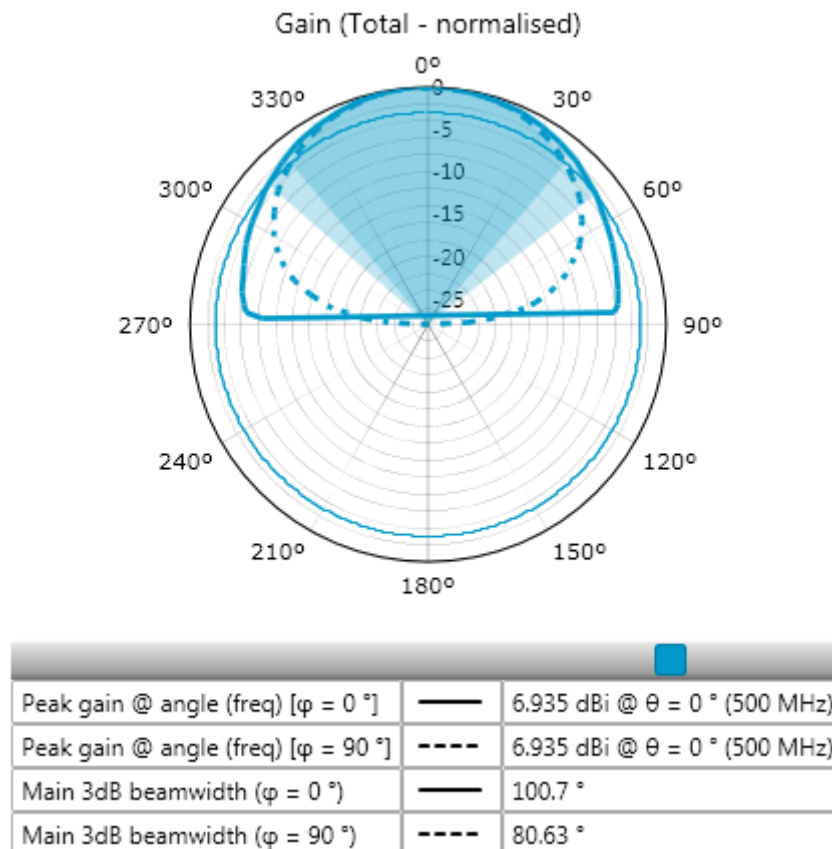 Gain (Total - normalised)
0º
330º
30º
300º
60º
270º
90º
240º
120º
210º
150º
180º
0
-5
-10
-15
-20
-25
Peak gain @ angle (freq) [φ = 0 °] 6.935 dBi @ θ = 0 ° (500 MHz)
Peak gain @ angle (freq) [φ = 90 °] 6.935 dBi @ θ = 0 ° (500 MHz)
Main 3dB beamwidth (φ = 0 °) 100.7 °
Main 3dB beamwidth (φ = 90 °) 80.63 °